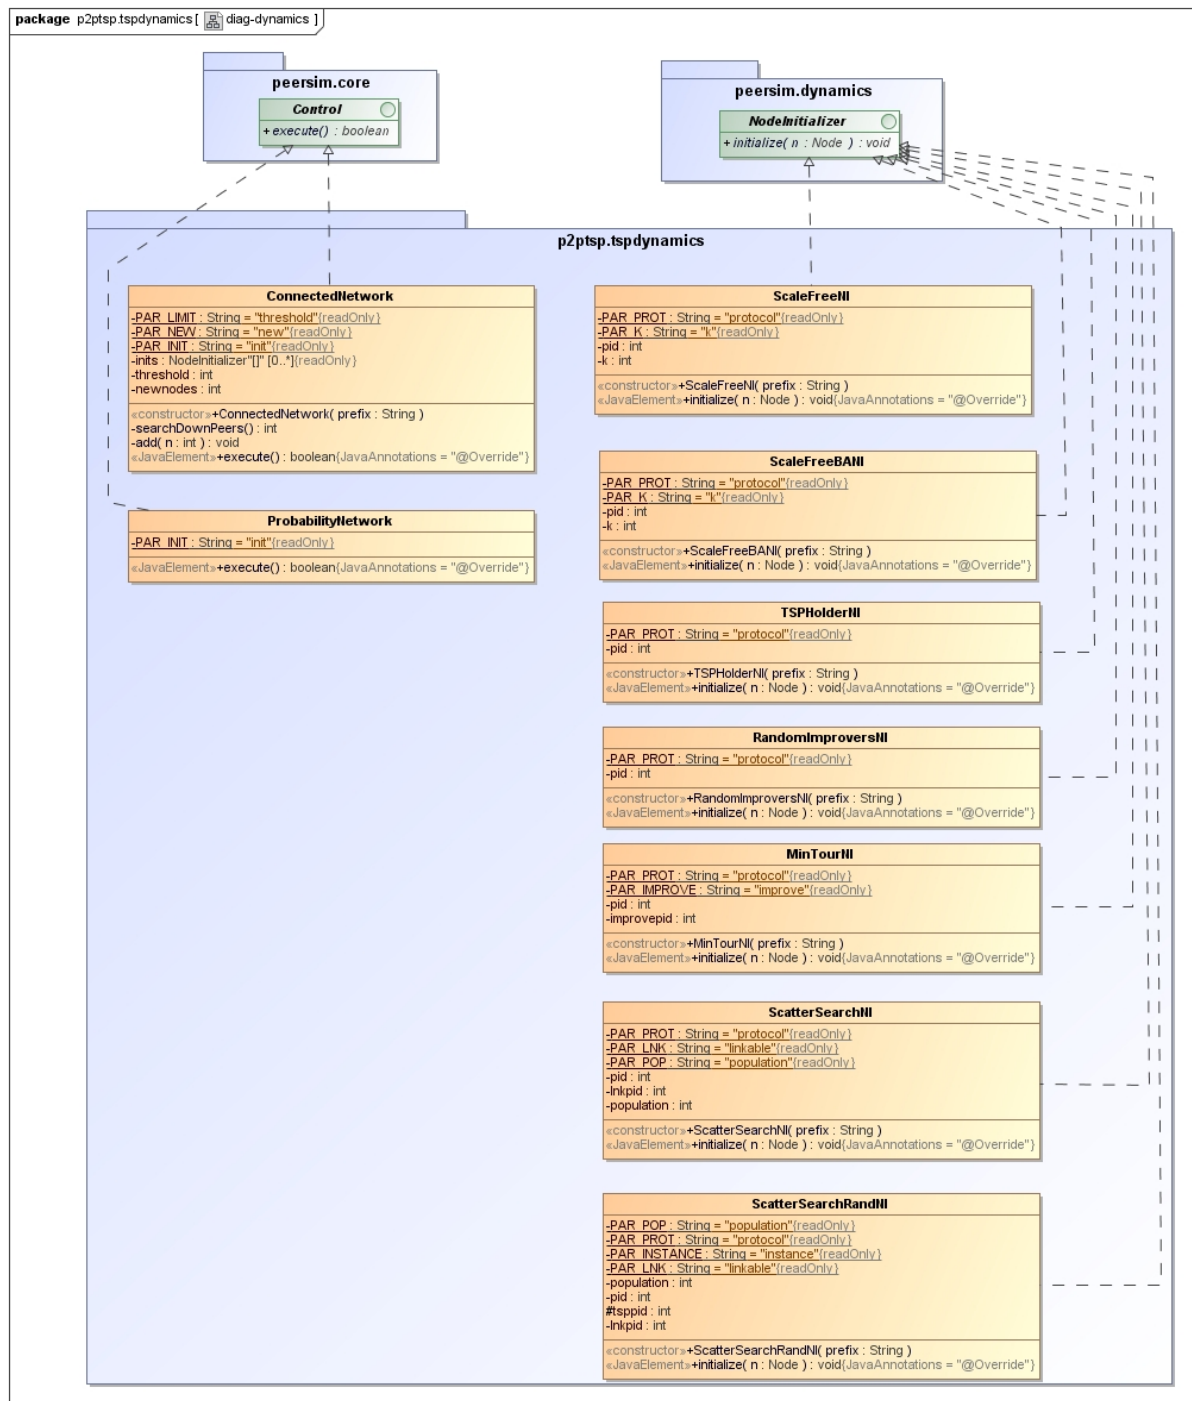 package p2ptsp.tspdynamics [ diag-dynamics ]
peersim.core
Control
+execute() : boolean
peersim.dynamics
NodeInitializer
+initialize( n : Node ) : void
p2ptsp.tspdynamics
ConnectedNetwork
-PAR_LIMIT : String = "threshold"{readOnly}
-PAR_NEW : String = "new"{readOnly}
-PAR_INIT : String = "init"{readOnly}
-inits : NodeInitializer"[]" [0..*]{readOnly}
-threshold : int
-newnodes : int
«constructor»+ConnectedNetwork( prefix : String )
-searchDownPeers() : int
-add( n : int ) : void
«JavaElement»+execute() : boolean{JavaAnnotations = "@Override"}
ProbabilityNetwork
-PAR_INIT : String = "init"{readOnly}
«JavaElement»+execute() : boolean{JavaAnnotations = "@Override"}
ScaleFreeNI
-PAR_PROT : String = "protocol"{readOnly}
-PAR_K : String = "k"{readOnly}
-pid : int
-k : int
«constructor»+ScaleFreeNI( prefix : String )
«JavaElement»+initialize( n : Node ) : void{JavaAnnotations = "@Override"}
ScaleFreeBANI
-PAR_PROT : String = "protocol"{readOnly}
-PAR_K : String = "k"{readOnly}
-pid : int
-k : int
«constructor»+ScaleFreeBANI( prefix : String )
«JavaElement»+initialize( n : Node ) : void{JavaAnnotations = "@Override"}
TSPHolderNI
-PAR_PROT : String = "protocol"{readOnly}
-pid : int
«constructor»+TSPHolderNI( prefix : String )
«JavaElement»+initialize( n : Node ) : void{JavaAnnotations = "@Override"}
RandomImproversNI
-PAR_PROT : String = "protocol"{readOnly}
-pid : int
«constructor»+RandomImproversNI( prefix : String )
«JavaElement»+initialize( n : Node ) : void{JavaAnnotations = "@Override"}
MinTourNI
-PAR_PROT : String = "protocol"{readOnly}
-PAR_IMPROVE : String = "improve"{readOnly}
-pid : int
-improvepid : int
«constructor»+MinTourNI( prefix : String )
«JavaElement»+initialize( n : Node ) : void{JavaAnnotations = "@Override"}
ScatterSearchNI
-PAR_PROT : String = "protocol"{readOnly}
-PAR_LNK : String = "linkable"{readOnly}
-PAR_POP : String = "population"{readOnly}
-pid : int
-lnkpid : int
-population : int
«constructor»+ScatterSearchNI( prefix : String )
«JavaElement»+initialize( n : Node ) : void{JavaAnnotations = "@Override"}
ScatterSearchRandNI
-PAR_POP : String = "population"{readOnly}
-PAR_PROT : String = "protocol"{readOnly}
-PAR_INSTANCE : String = "instance"{readOnly}
-PAR_LNK : String = "linkable"{readOnly}
-population : int
-pid : int
#tsppid : int
-lnkpid : int
«constructor»+ScatterSearchRandNI( prefix : String )
«JavaElement»+initialize( n : Node ) : void{JavaAnnotations = "@Override"}